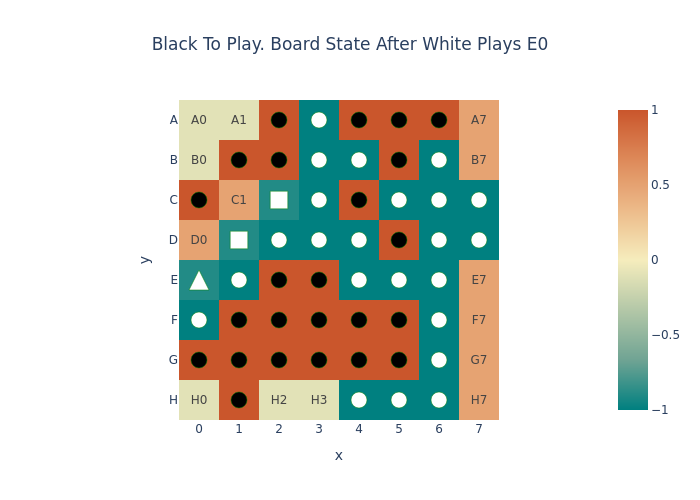 Black To Play. Board State After White Plays E0
A A0 A1 A7 1
B B0 B7
C C1 0.5
D D0
y 0
E E7
F F7 −0.5
G G7
H H0 H2 H3 H7 −1
0 1 2 3 4 5 6 7
x